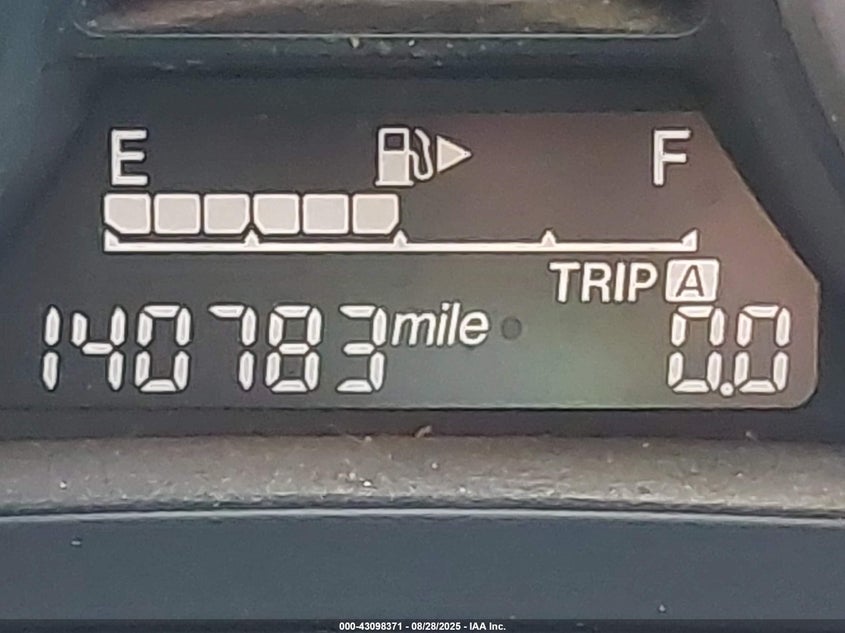 E F
TRIP A
140783 mile 0.0
000-43098371 - 08/28/2025 - IAA Inc.